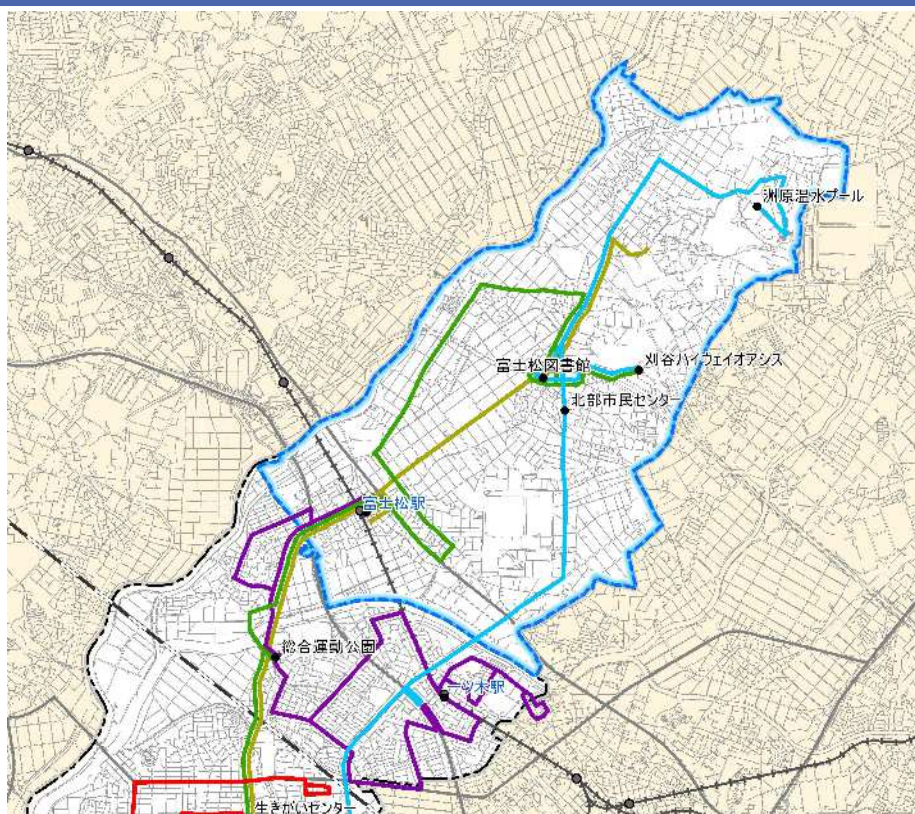 洲原温水プール
富士松図書館
刈谷ハイウェイオアシス
北部市民センター
富士松駅
総合運動公園
一ツ木駅
生きがいセンター